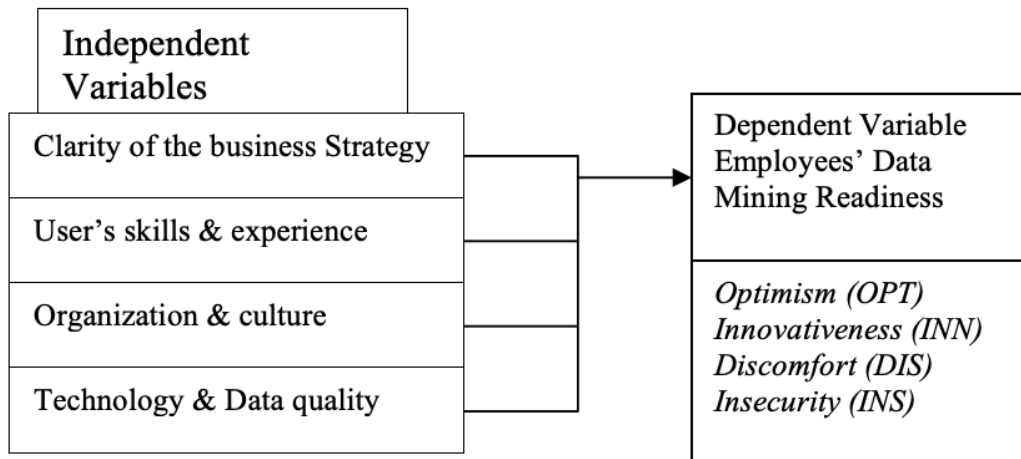 Independent
Variables
Clarity of the business Strategy
User’s skills & experience
Organization & culture
Technology & Data quality
Dependent Variable
Employees’ Data
Mining Readiness
Optimism (OPT)
Innovativeness (INN)
Discomfort (DIS)
Insecurity (INS)